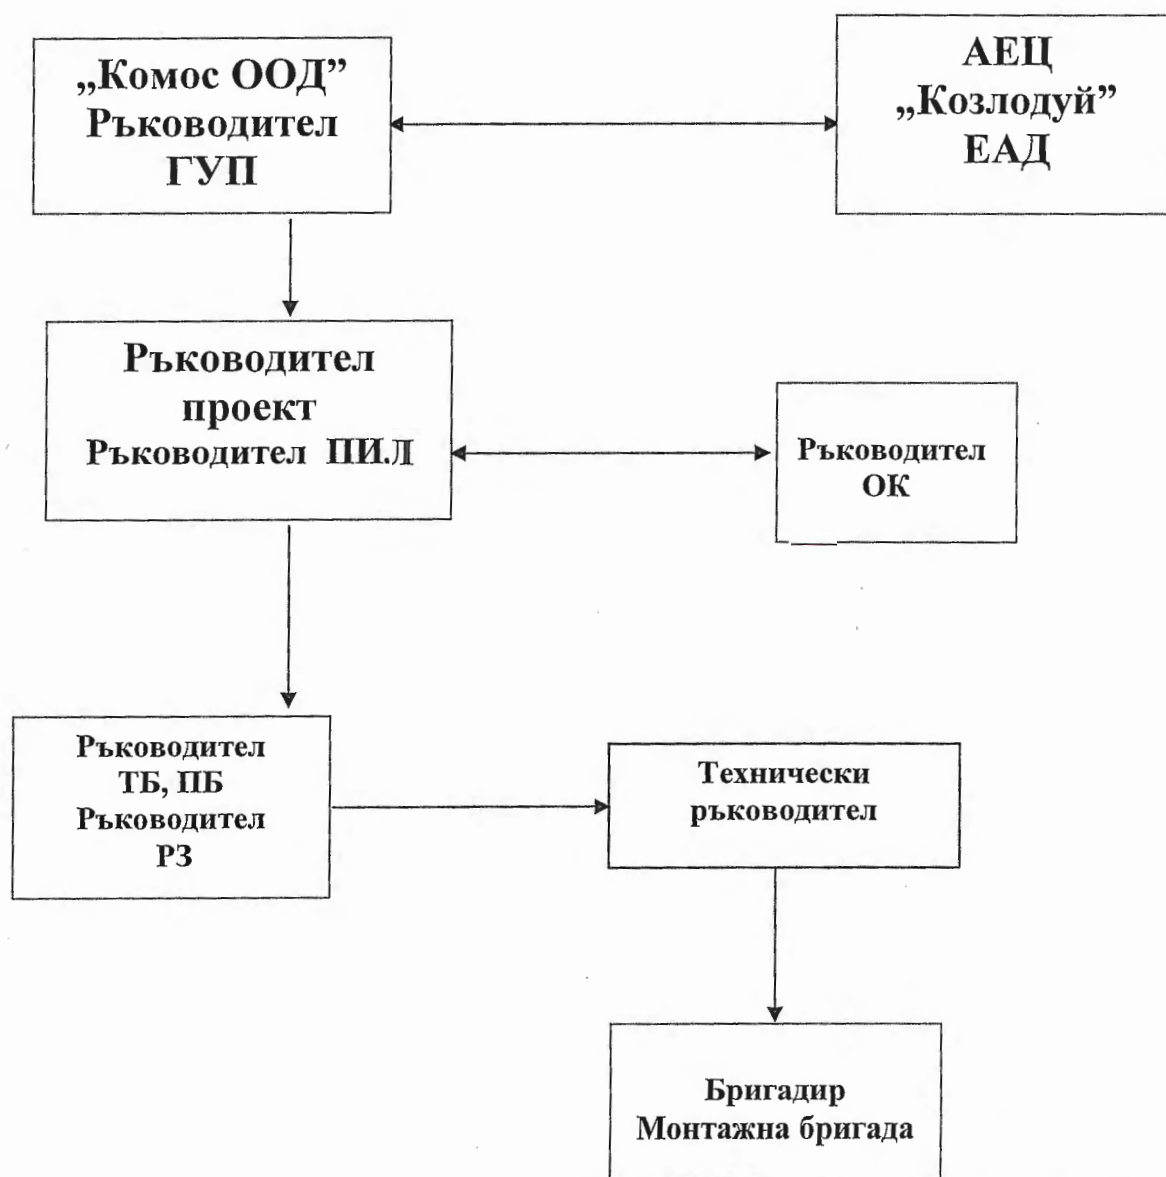 „Комос ООД”
Ръководител
ГУП
АЕЦ
„Козлодуй”
ЕАД
Ръководител
проект
Ръководител ПИ.Л
Ръководител
ОК
Ръководител
ТБ, ПБ
Ръководител
РЗ
Технически
ръководител
Бригадир
Монтажна бригада